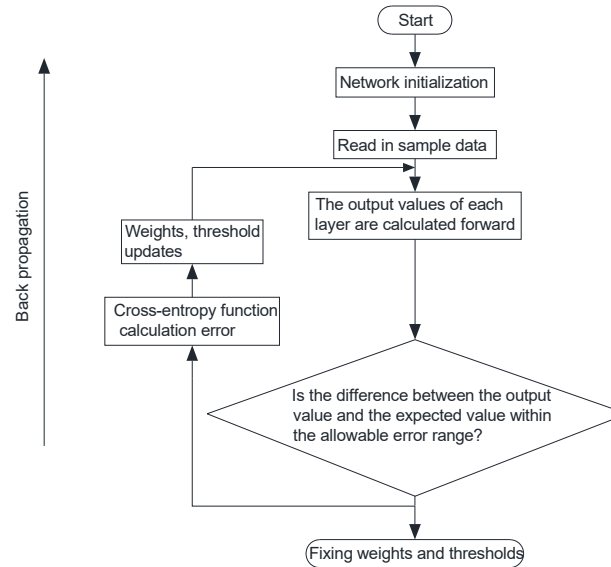 Start
Network initialization
Read in sample data
The output values of each
layer are calculated forward
Weights, threshold
updates
Cross-entropy function
calculation error
Back propagation
Is the difference between the output
value and the expected value within
the allowable error range?
Fixing weights and thresholds